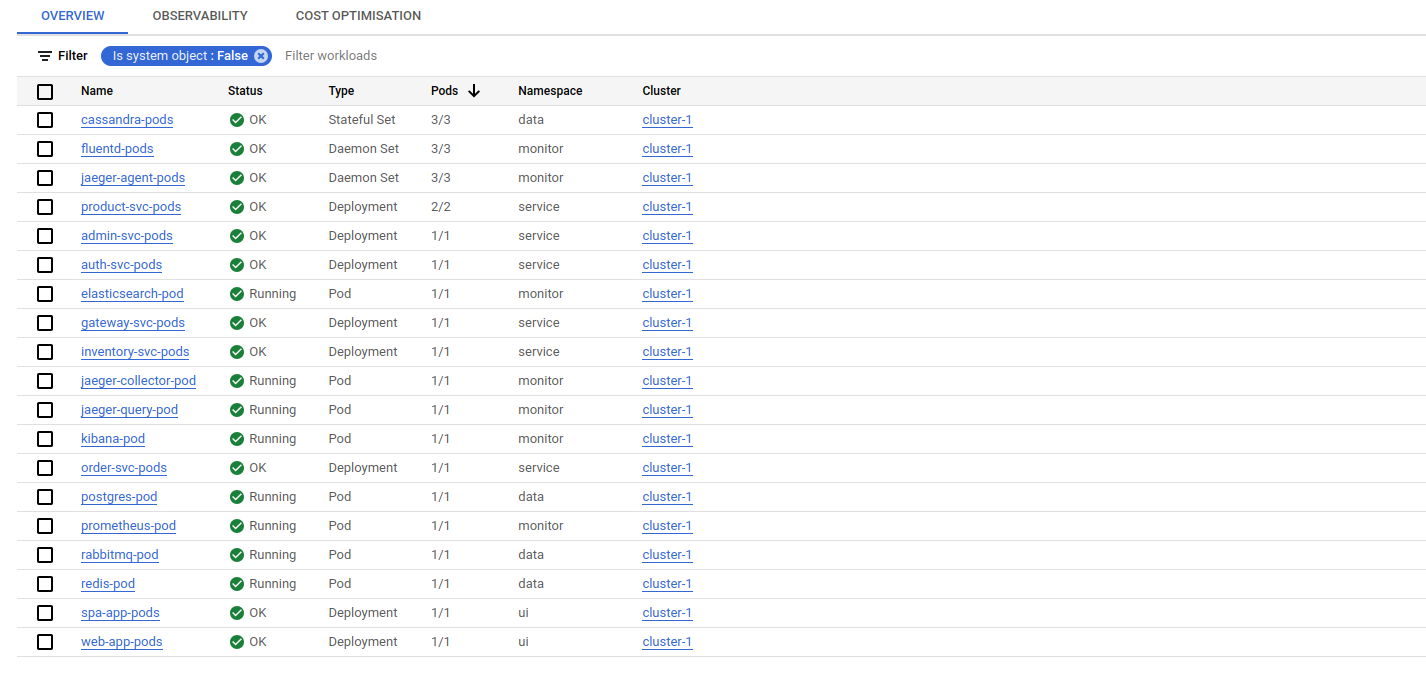 OVERVIEW OBSERVABILITY COST OPTIMISATION
Filter Is system object : False Filter workloads
Name Status Type Pods Namespace Cluster
cassandra-pods OK Stateful Set 3/3 data cluster-1
fluentd-pods OK Daemon Set 3/3 monitor cluster-1
jaeger-agent-pods OK Daemon Set 3/3 monitor cluster-1
product-svc-pods OK Deployment 2/2 service cluster-1
admin-svc-pods OK Deployment 1/1 service cluster-1
auth-svc-pods OK Deployment 1/1 service cluster-1
elasticsearch-pod Running Pod 1/1 monitor cluster-1
gateway-svc-pods OK Deployment 1/1 service cluster-1
inventory-svc-pods OK Deployment 1/1 service cluster-1
jaeger-collector-pod Running Pod 1/1 monitor cluster-1
jaeger-query-pod Running Pod 1/1 monitor cluster-1
kibana-pod Running Pod 1/1 monitor cluster-1
order-svc-pods OK Deployment 1/1 service cluster-1
postgres-pod Running Pod 1/1 data cluster-1
prometheus-pod Running Pod 1/1 monitor cluster-1
rabbitmq-pod Running Pod 1/1 data cluster-1
redis-pod Running Pod 1/1 data cluster-1
spa-app-pods OK Deployment 1/1 ui cluster-1
web-app-pods OK Deployment 1/1 ui cluster-1